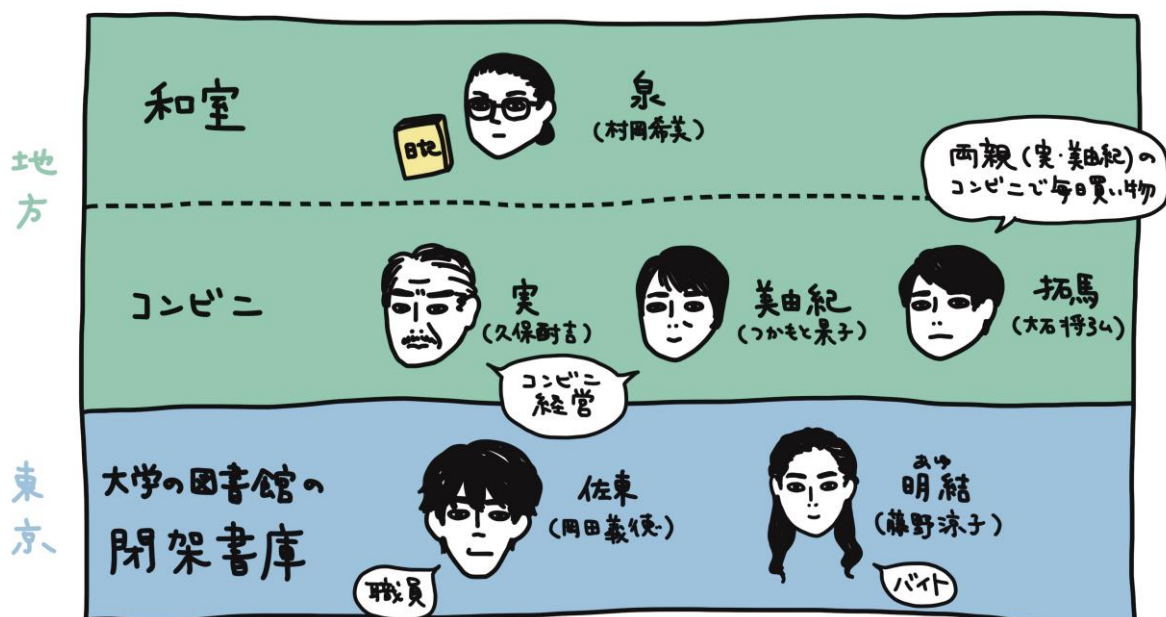 地方
和室
日記
泉
(村岡希美)
両親(実・美由紀)の
コンビニで毎日買い物
コンビニ
実
(久保酎吉)
美由紀
(つかもと景子)
拓馬
(大石将弘)
コンビニ
経営
東京
大学の図書館の
閉架書庫
佐東
(岡田義徳)
職員
あゆ
明結
(藤野涼子)
バイト